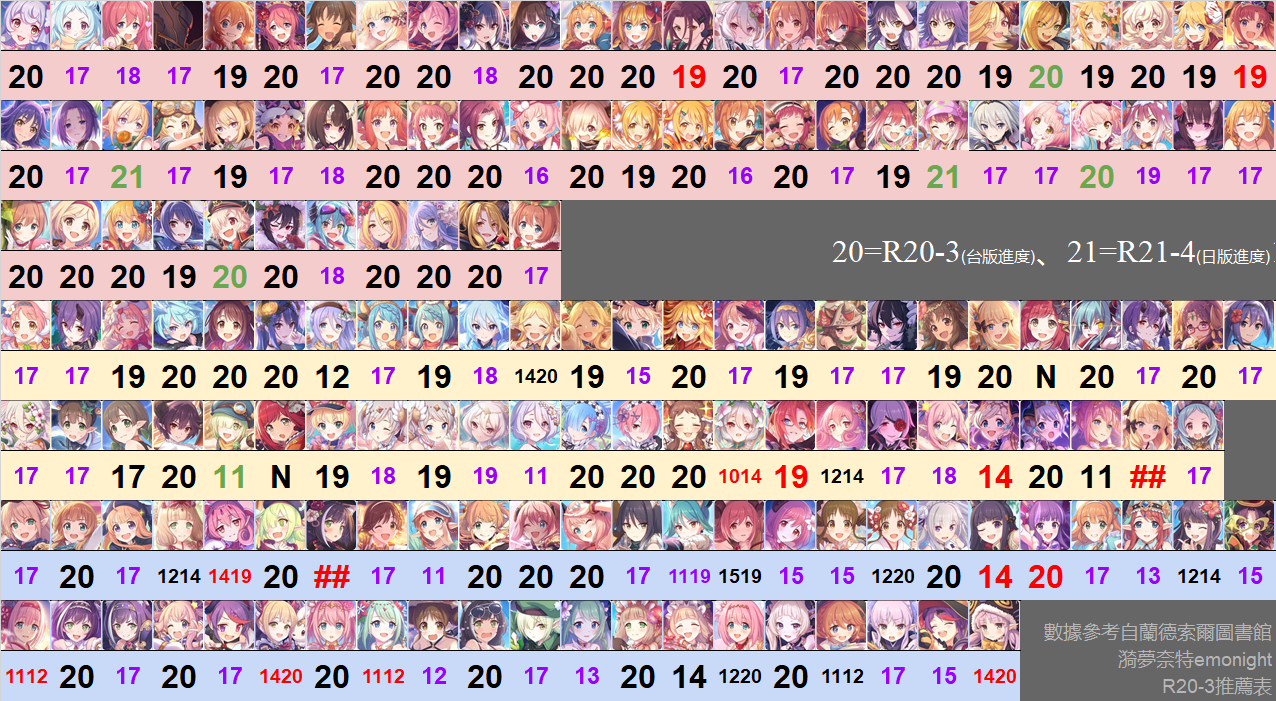 20 17 18 17 19 20 17 20 20 18 20 20 20 19 20 17 20 20 20 19 20 19 20 19 19
20 17 21 17 19 17 18 20 20 20 16 20 19 20 16 20 17 19 21 17 17 20 19 17 17
20=R20-3(台版進度)、 21=R21-4(日版進度)
20 20 20 19 20 20 18 20 20 20 17
17 17 19 20 20 20 12 17 19 18 1420 19 15 20 17 19 17 17 19 20 N 20 17 20 17
17 17 17 20 11 N 19 18 19 19 11 20 20 20 1014 19 1214 17 18 14 20 11 ## 17
17 20 17 1214 1419 20 ## 17 11 20 20 20 17 1119 1519 15 15 1220 20 14 20 17 13 1214 15
數據參考自蘭德索爾圖書館
漪夢奈特emonight
R20-3推薦表
1112 20 17 20 17 1420 20 1112 12 20 17 13 20 14 1220 20 1112 17 15 1420